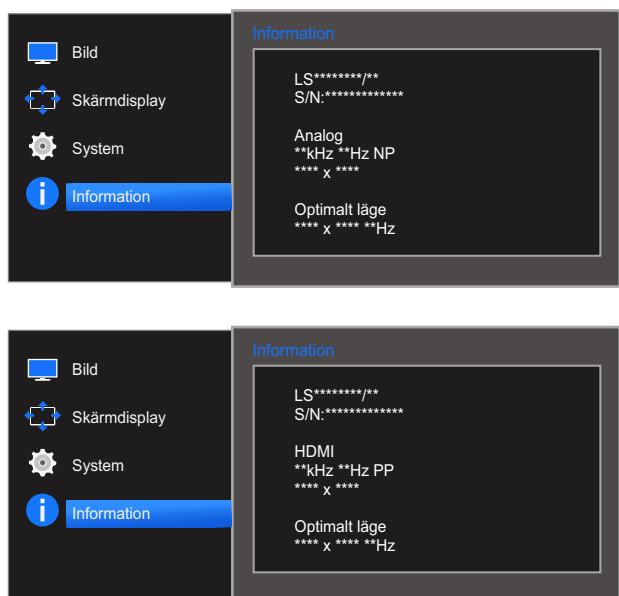 Information
Bild
Skärmdisplay
System
Information
LS********/**
S/N:*************
Analog
**kHz **Hz NP
**** x ****
Optimalt läge
**** x **** **Hz
Information
Bild
Skärmdisplay
System
Information
LS********/**
S/N:*************
HDMI
**kHz **Hz PP
**** x ****
Optimalt läge
**** x **** **Hz